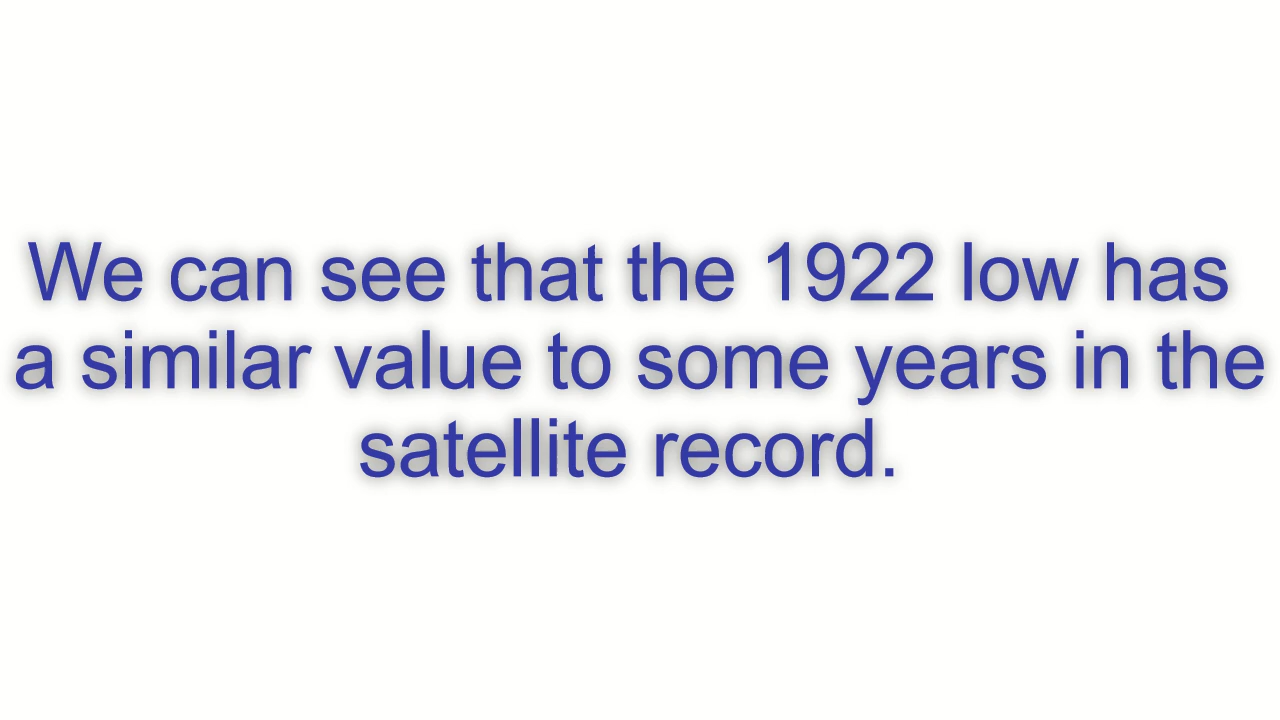 We can see that the 1922 low has
a similar value to some years in the
satellite record.